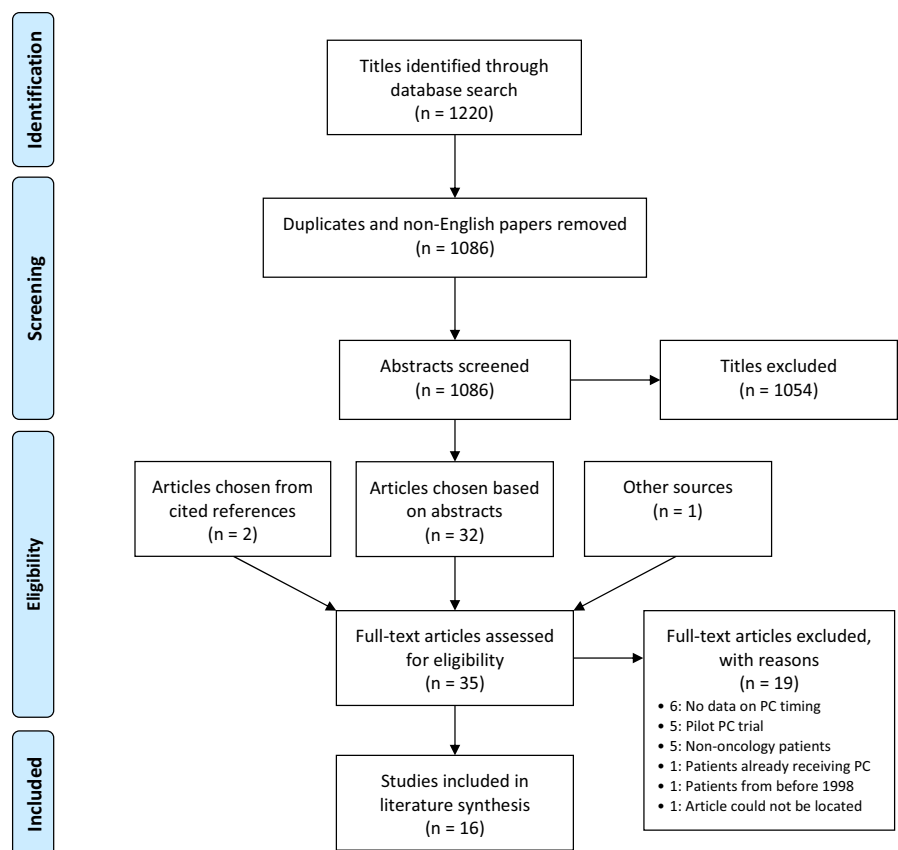 Identification
Titles identified through
database search
(n = 1220)
Screening
Duplicates and non-English papers removed
(n = 1086)
Abstracts screened
(n = 1086)
Titles excluded
(n = 1054)
Eligibility
Articles chosen from
cited references
(n = 2)
Articles chosen based
on abstracts
(n = 32)
Other sources
(n = 1)
Full-text articles assessed
for eligibility
(n = 35)
Full-text articles excluded,
with reasons
(n = 19)
• 6: No data on PC timing
• 5: Pilot PC trial
• 5: Non-oncology patients
• 1: Patients already receiving PC
• 1: Patients from before 1998
• 1: Article could not be located
Included
Studies included in
literature synthesis
(n = 16)